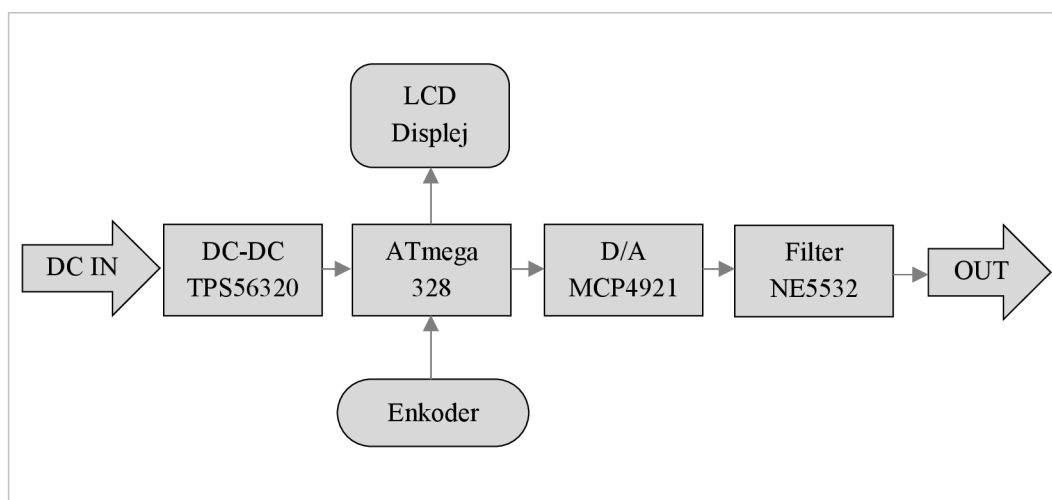 LCD
Displej
DC IN
DC-DC
TPS56320
ATmega
328
D/A
MCP4921
Filter
NE5532
OUT
Enkoder